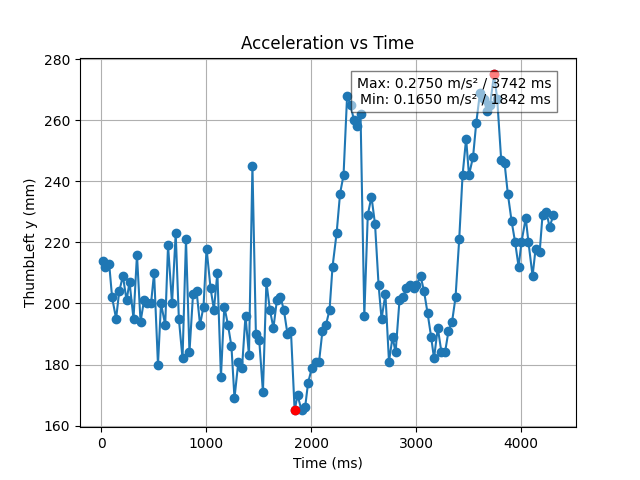 Acceleration vs Time
Max: 0.2750 m/s² / 3742 ms
Min: 0.1650 m/s² / 1842 ms
ThumbLeft y (mm)
280
260
240
220
200
180
160
0 1000 2000 3000 4000
Time (ms)